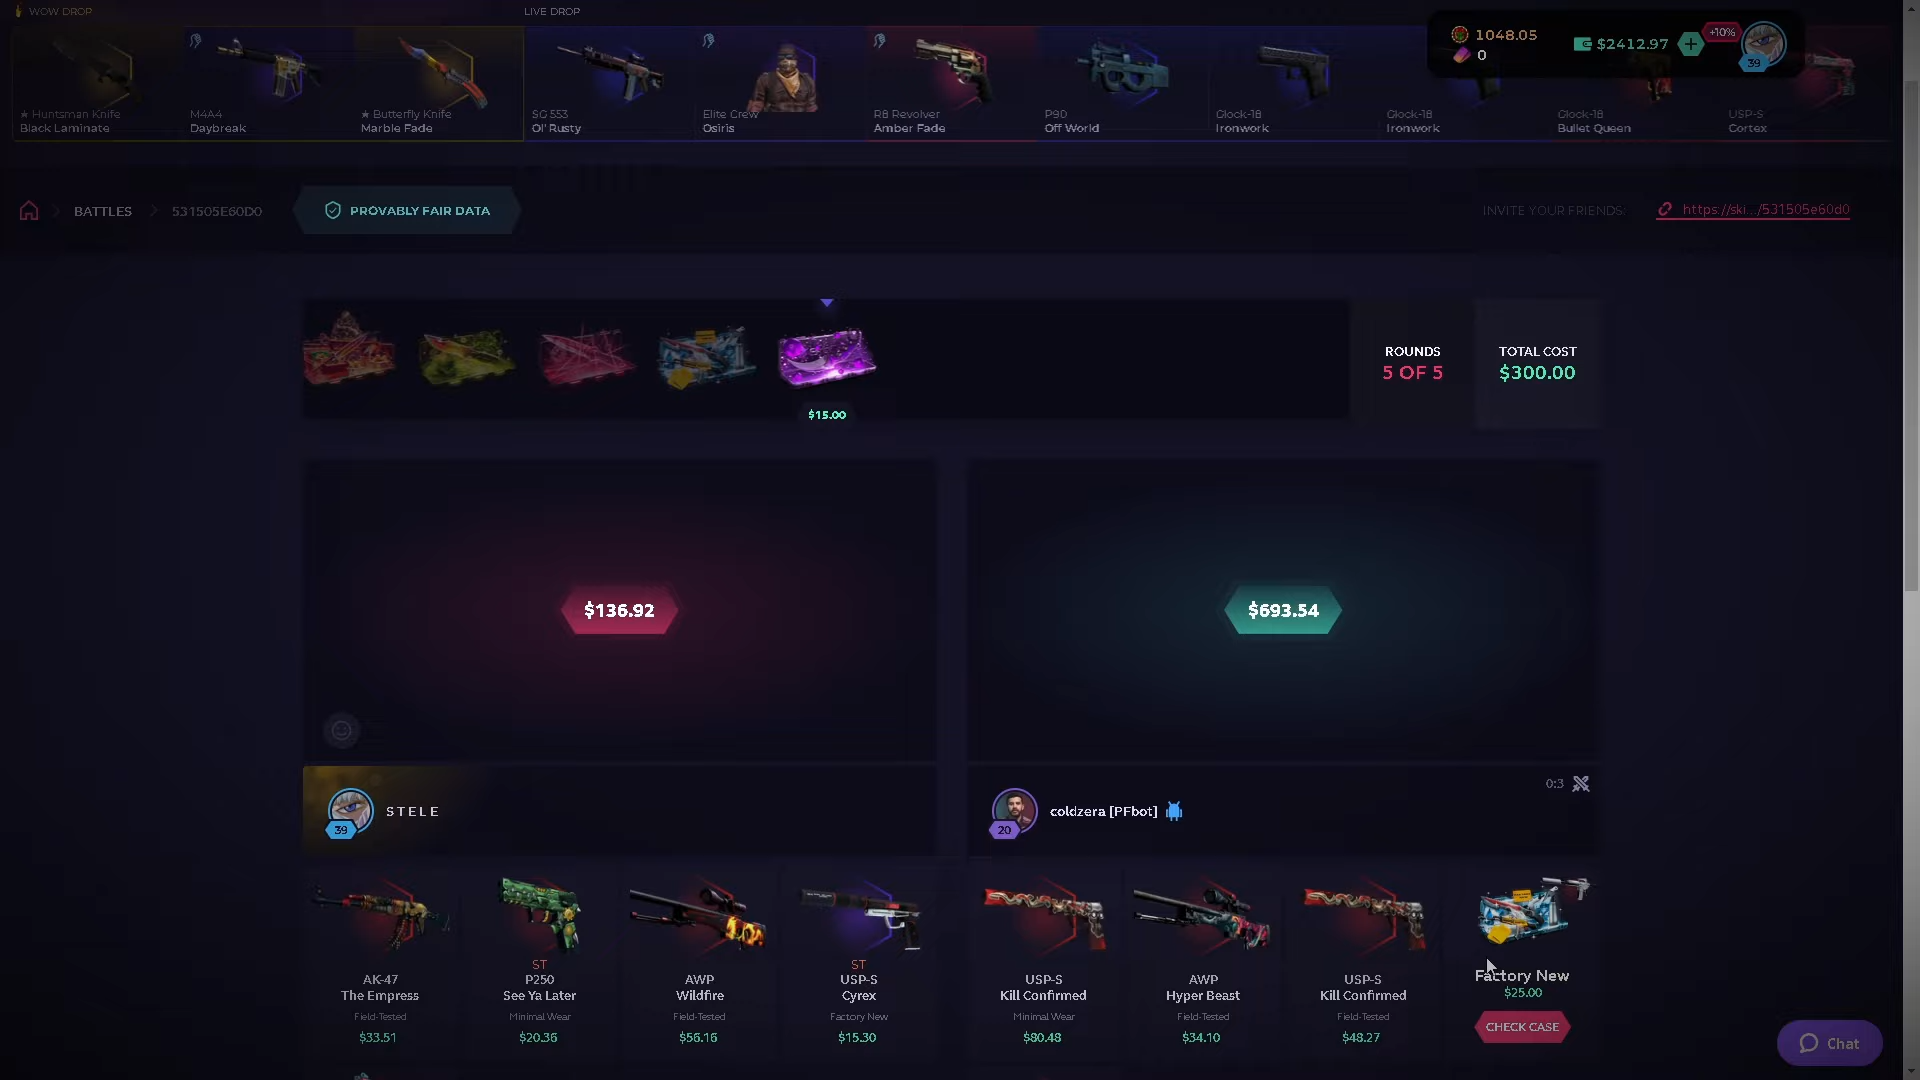 WOW DROP
LIVE DROP
1048.05
0
$2412.97
+10%
39
★ Huntsman Knife
Black Laminate
M4A4
Daybreak
★ Butterfly Knife
Marble Fade
SG 553
Ol' Rusty
Elite Crew
Osiris
R8 Revolver
Amber Fade
P90
Off World
Glock-18
Ironwork
Glock-18
Ironwork
Glock-18
Bullet Queen
USP-S
Cortex
BATTLES
531505E60D0
PROVABLY FAIR DATA
INVITE YOUR FRIENDS:
https://ski.../531505e60d0
ROUNDS
5 OF 5
TOTAL COST
$300.00
$15.00
$136.92
$693.54
39
S T E L E
20
coldzera [PFbot]
0:3
AK-47
The Empress
Field-Tested
$33.51
ST
P250
See Ya Later
Minimal Wear
$20.36
AWP
Wildfire
Field-Tested
$56.16
ST
USP-S
Cyrex
Factory New
$15.30
USP-S
Kill Confirmed
Minimal Wear
$80.48
AWP
Hyper Beast
Field-Tested
$34.10
USP-S
Kill Confirmed
Field-Tested
$48.27
Factory New
$25.00
CHECK CASE
Chat